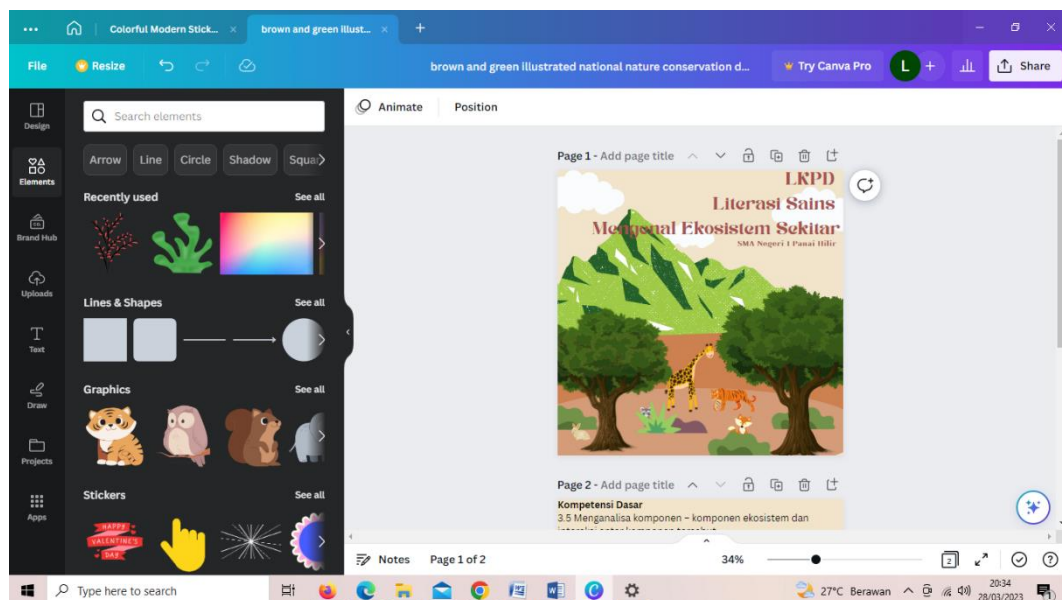 Colorful Modern Stick...
brown and green illust...
File
Resize
brown and green illustrated national nature conservation d...
Try Canva Pro
L
Share
Design
Elements
Brand Hub
Uploads
Text
Draw
Projects
Apps
Search elements
Arrow
Line
Circle
Shadow
Squar
Recently used
See all
Lines & Shapes
See all
Graphics
See all
Stickers
See all
HAPPY
VALENTINE'S
DAY
Animate
Position
Page 1 - Add page title
LKPD
Literasi Sains
Mengenal Ekosistem Sekitar
SMA Negeri 1 Panai Hilir
Page 2 - Add page title
Kompetensi Dasar
3.5 Menganalisa komponen – komponen ekosistem dan
Notes
Page 1 of 2
34%
2
Type here to search
27°C Berawan
20:34
28/03/2023